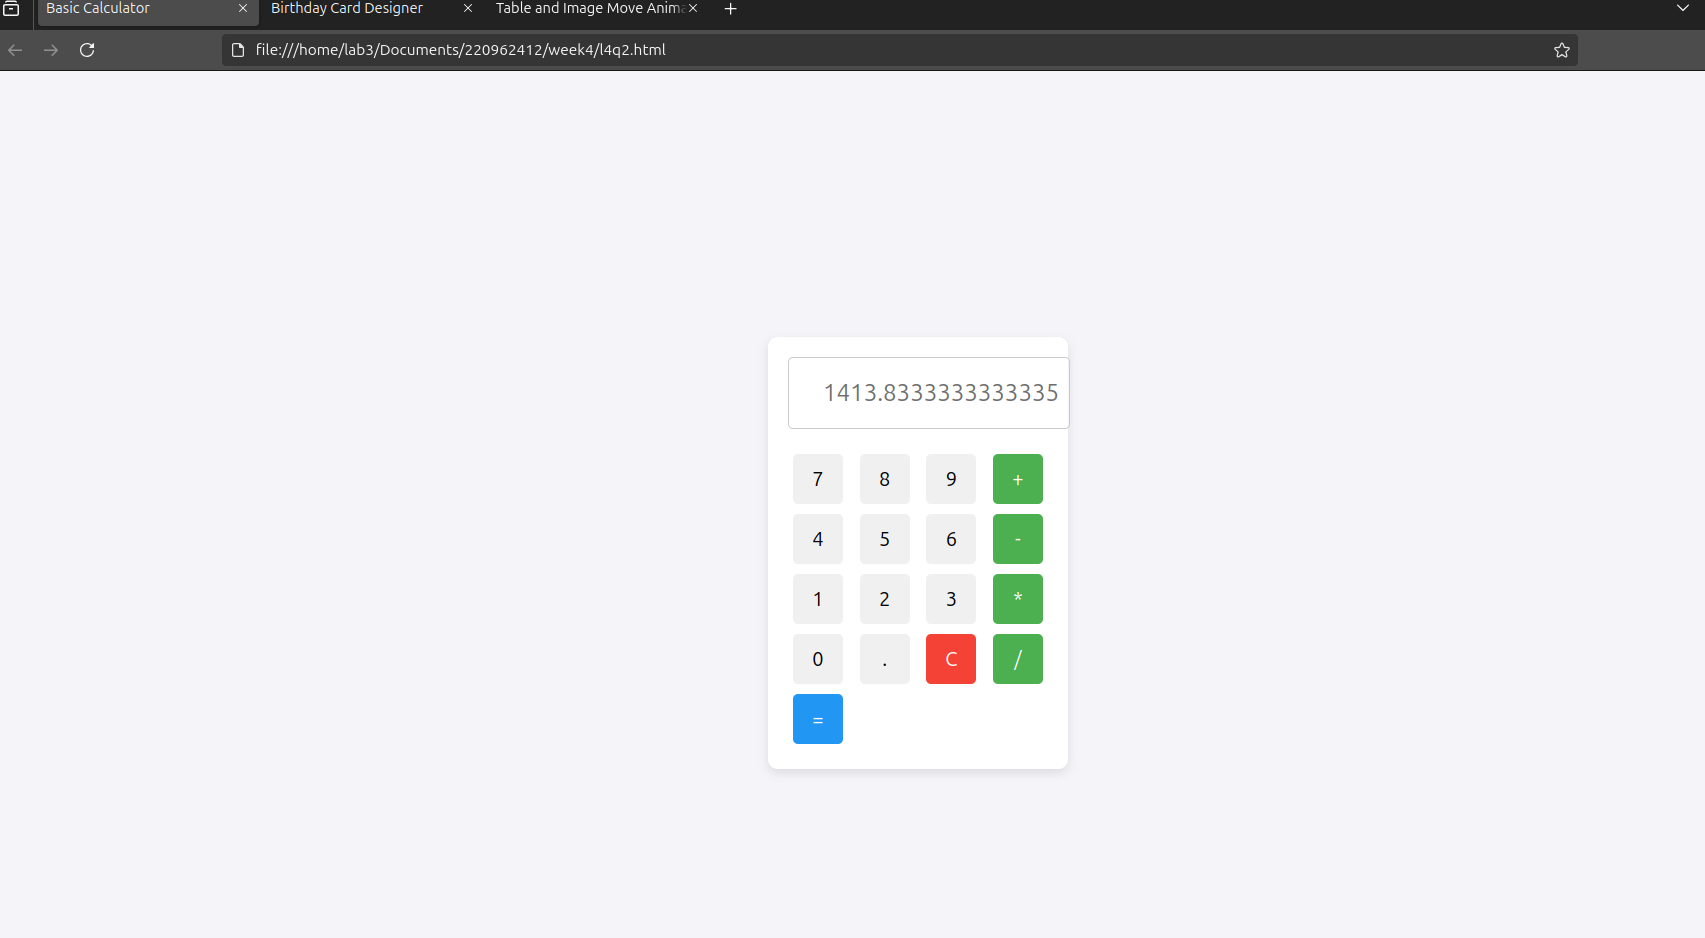 Basic Calculator
Birthday Card Designer
Table and Image Move Anim
file:///home/lab3/Documents/220962412/week4/l4q2.html
1413.8333333333335
7 8 9 +
4 5 6 -
1 2 3 *
0 . C /
=